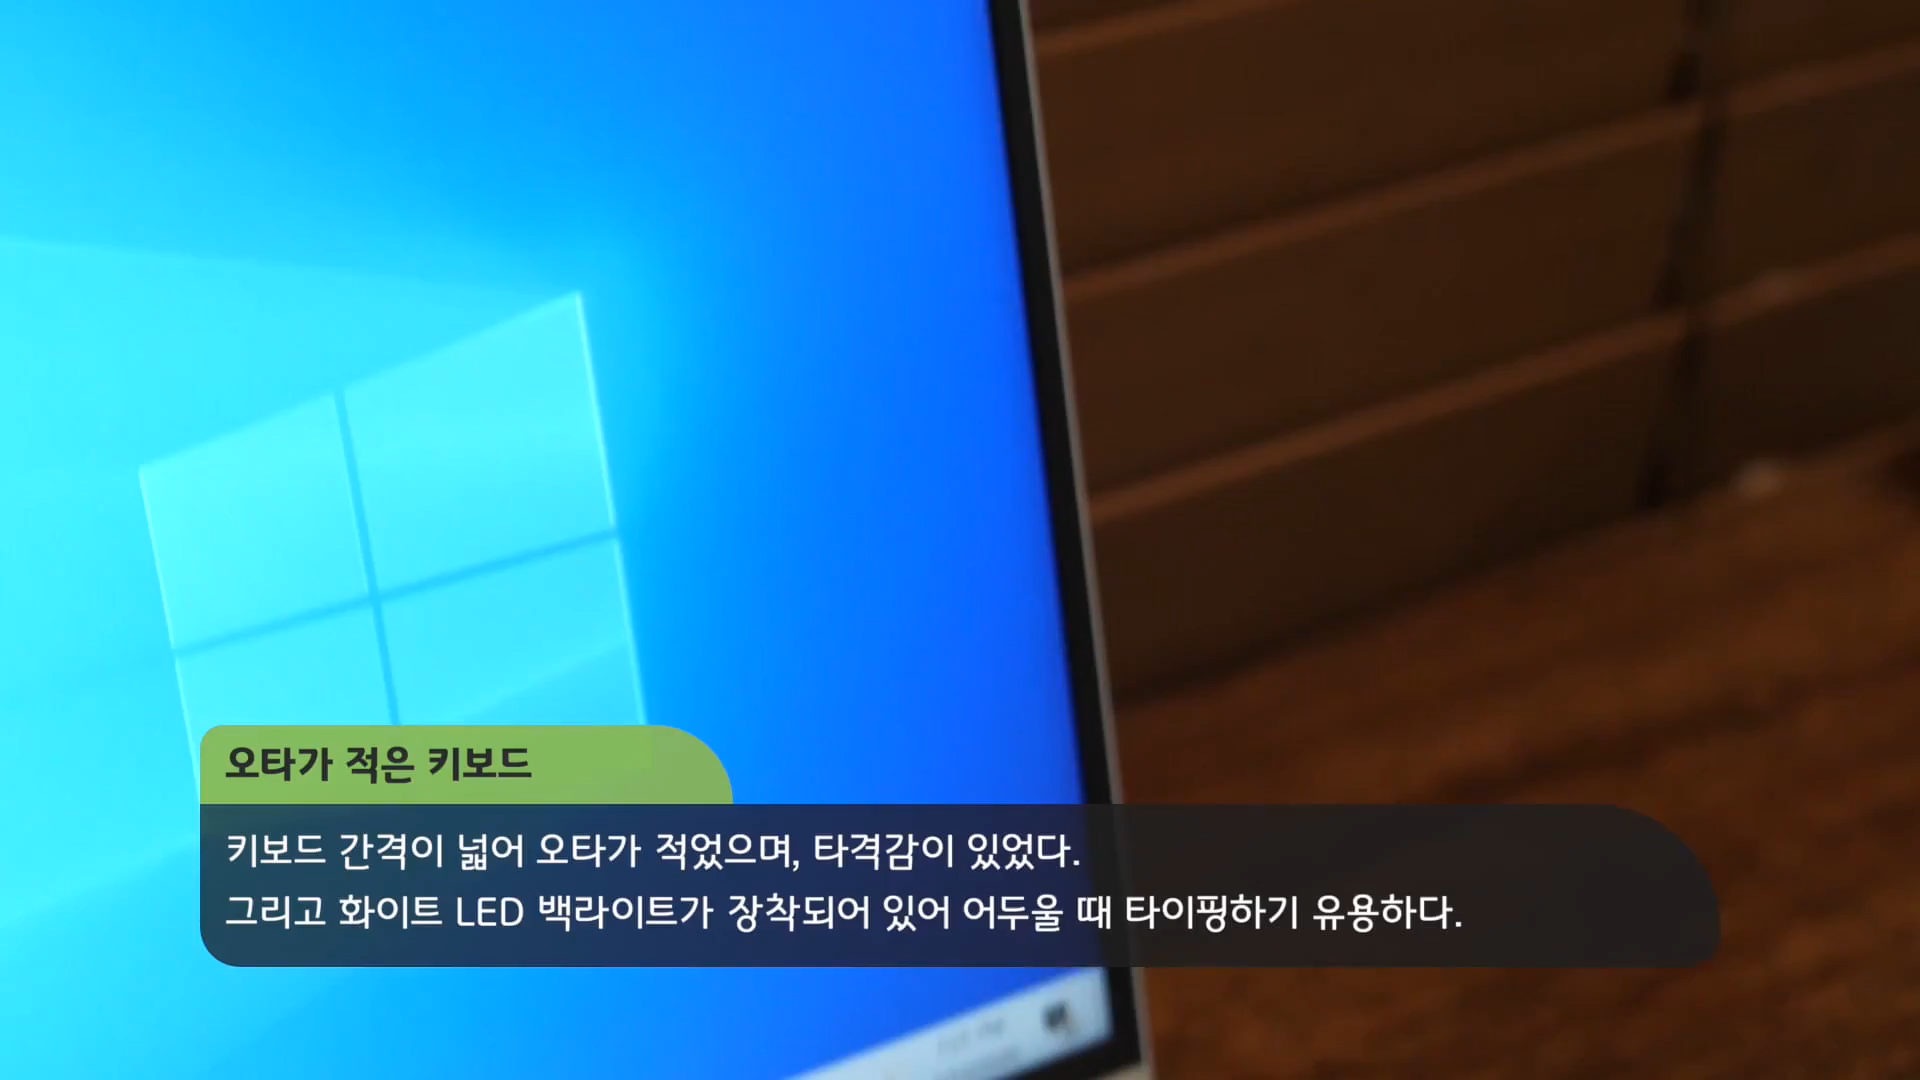 오타가 적은 키보드
키보드 간격이 넓어 오타가 적었으며, 타격감이 있었다.
그리고 화이트 LED 백라이트가 장착되어 있어 어두울 때 타이핑하기 유용하다.